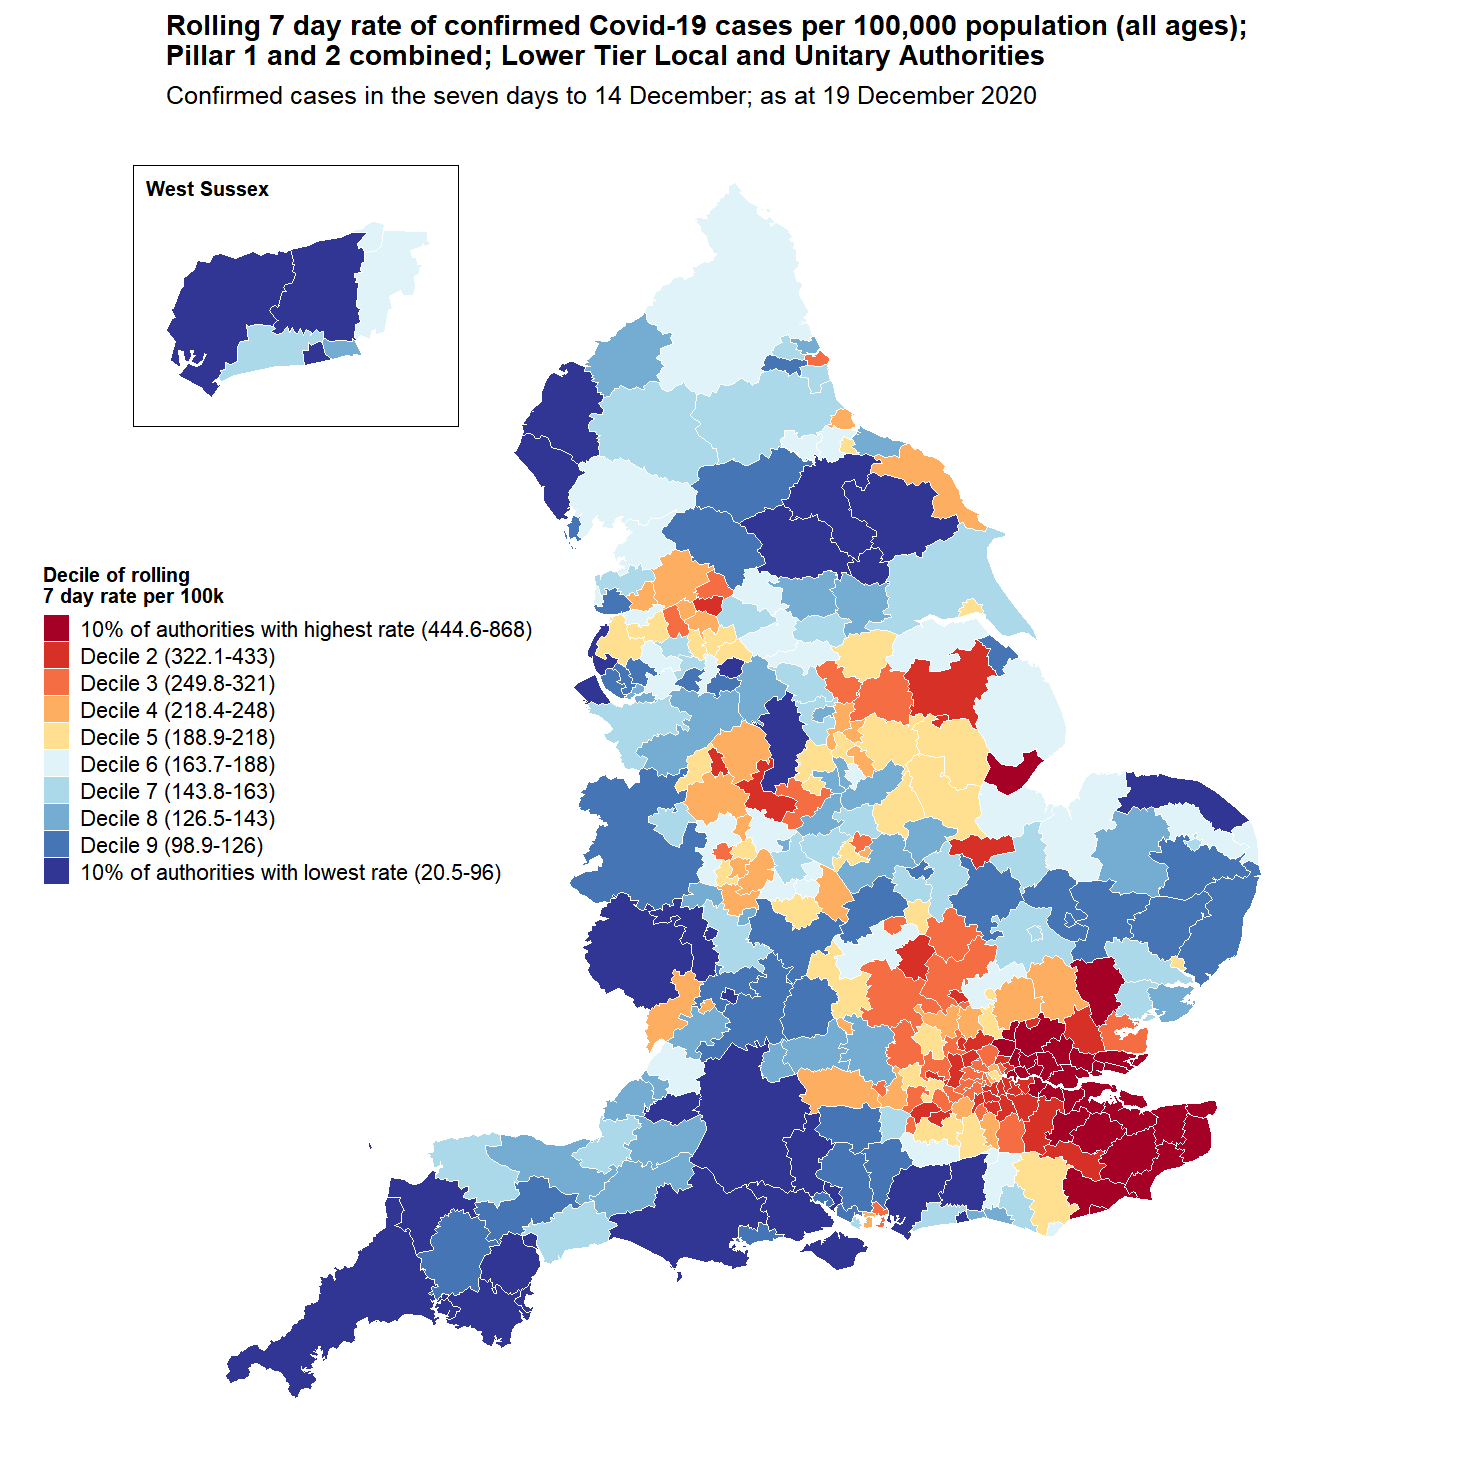 Rolling 7 day rate of confirmed Covid-19 cases per 100,000 population (all ages);
Pillar 1 and 2 combined; Lower Tier Local and Unitary Authorities
Confirmed cases in the seven days to 14 December; as at 19 December 2020
West Sussex
Decile of rolling
7 day rate per 100k
10% of authorities with highest rate (444.6-868)
Decile 2 (322.1-433)
Decile 3 (249.8-321)
Decile 4 (218.4-248)
Decile 5 (188.9-218)
Decile 6 (163.7-188)
Decile 7 (143.8-163)
Decile 8 (126.5-143)
Decile 9 (98.9-126)
10% of authorities with lowest rate (20.5-96)